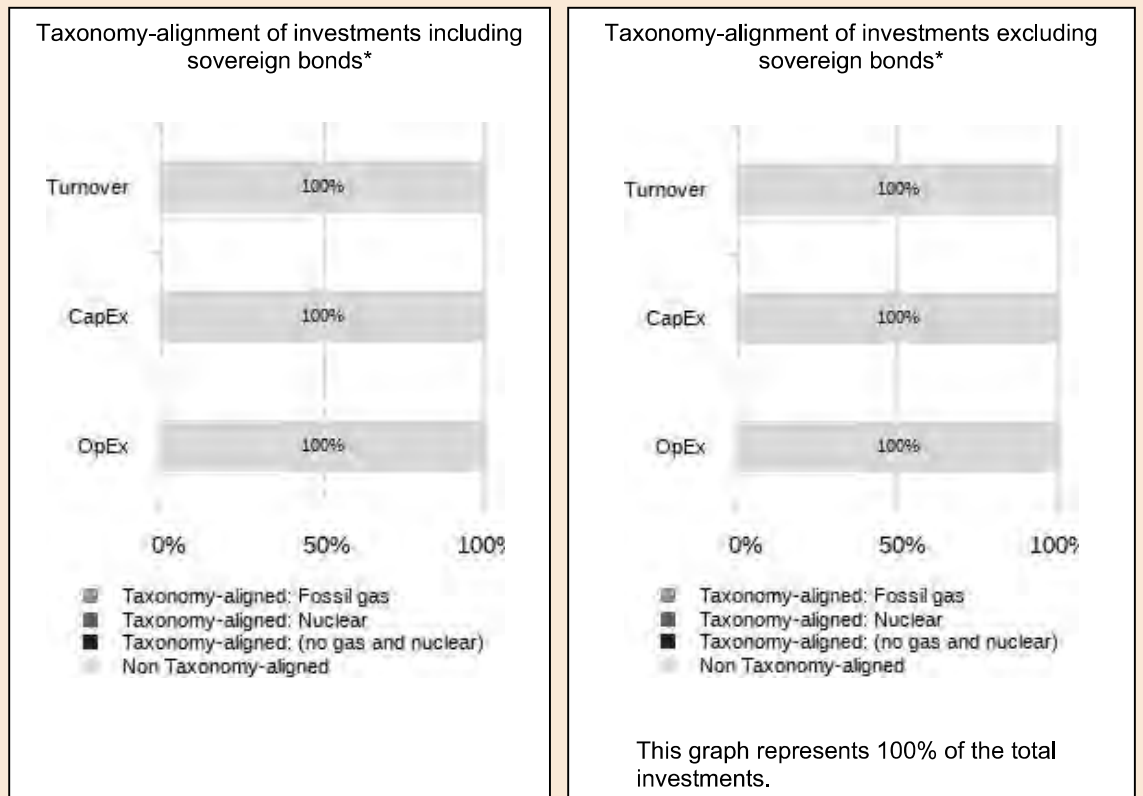 Taxonomy-alignment of investments including
sovereign bonds*
Turnover
100%
CapEx
100%
OpEx
100%
0% 50% 100%
Taxonomy-aligned: Fossil gas
Taxonomy-aligned: Nuclear
Taxonomy-aligned: (no gas and nuclear)
Non Taxonomy-aligned
Taxonomy-alignment of investments excluding
sovereign bonds*
Turnover
100%
CapEx
100%
OpEx
100%
0% 50% 100%
Taxonomy-aligned: Fossil gas
Taxonomy-aligned: Nuclear
Taxonomy-aligned: (no gas and nuclear)
Non Taxonomy-aligned
This graph represents 100% of the total
investments.